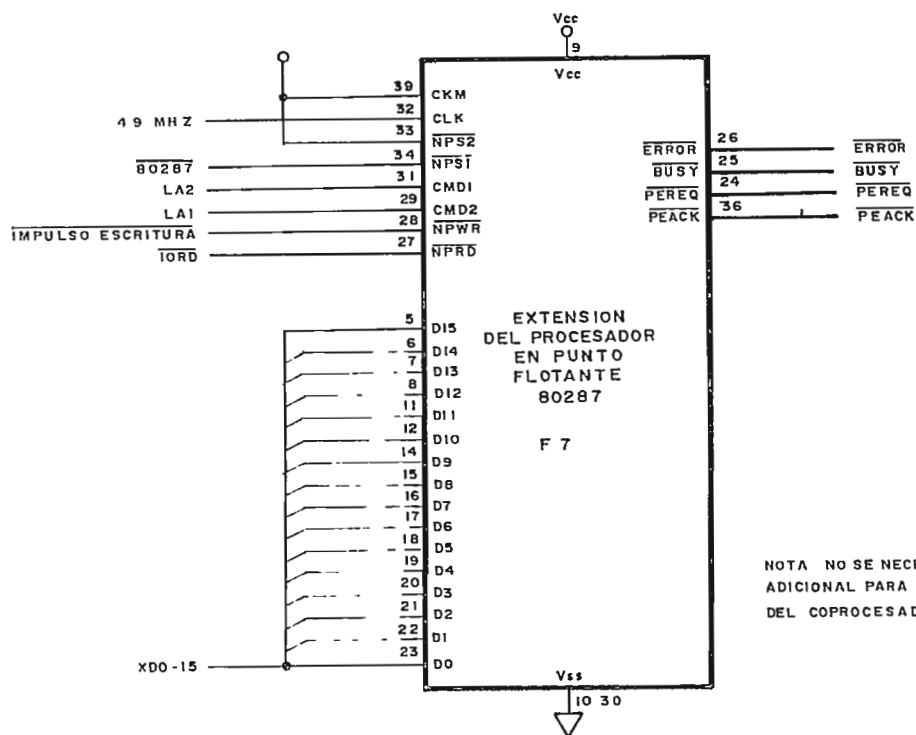 Vcc
9
Vcc
39 CKM
4 9 MHZ 32 CLK
33 NPS2
80287 34 NPS1
LA2 31 CMD1
LA1 29 CMD2
IMPULSO ESCRITURA 28 NPWR
IORD 27 NPRD
ERROR 26 ERROR
BUSY 25 BUSY
PEREQ 24 PEREQ
PEACK 36 PEACK
EXTENSION
DEL PROCESADOR
EN PUNTO
FLOTANTE
80287
F 7
5 D15
6 D14
7 D13
8 D12
11 D11
12 D10
14 D9
15 D8
16 D7
17 D6
18 D5
19 D4
20 D3
21 D2
22 D1
XD0-15 23 D0
NOTA NO SE NECE
ADICIONAL PARA
DEL COPROCESAD
Vss
10 30